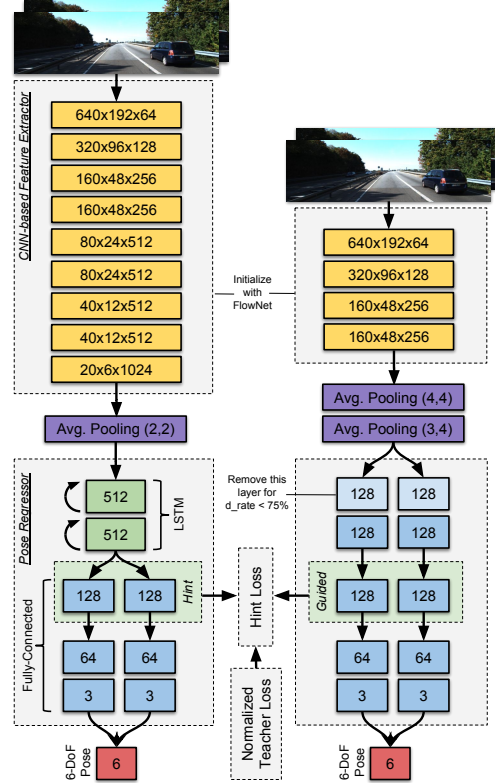 CNN-based Feature Extractor
640x192x64
320x96x128
160x48x256
160x48x256
80x24x512
80x24x512
40x12x512
40x12x512
20x6x1024
Avg. Pooling (2,2)
Pose Regressor
512
512
LSTM
Hint
128
128
Fully-Connected
64
64
3
3
6-DoF
Pose
6
Initialize
with
FlowNet
Hint Loss
Normalized
Teacher Loss
640x192x64
320x96x128
160x48x256
160x48x256
Avg. Pooling (4,4)
Avg. Pooling (3,4)
Remove this
layer for
d_rate < 75%
128
128
128
128
Guided
128
128
64
64
3
3
6-DoF
Pose
6